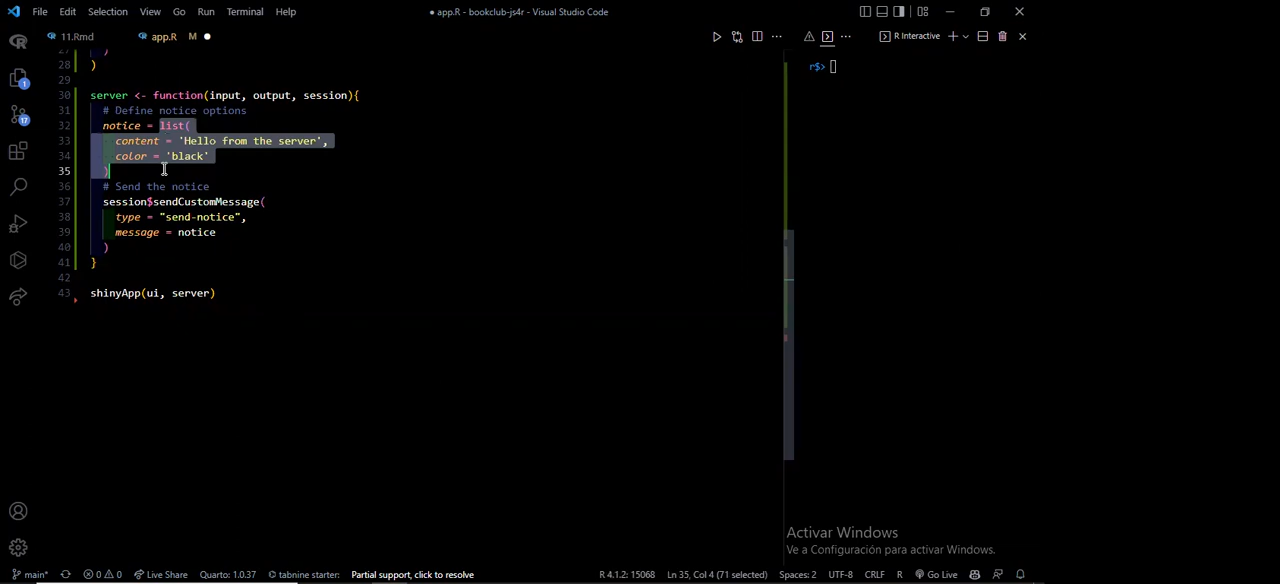 File Edit Selection View Go Run Terminal Help
● app.R - bookclub-js4r - Visual Studio Code
11.Rmd
app.R M
R Interactive
27 )
28 )
29
30 server <- function(input, output, session){
31 # Define notice options
32 notice = list(
33 content = 'Hello from the server',
34 color = 'black'
35 )
36 # Send the notice
37 session$sendCustomMessage(
38 type = "send-notice",
39 message = notice
40 )
41 }
42
43 shinyApp(ui, server)
r$>
1
17
Activar Windows
Ve a Configuración para activar Windows.
main* 0 0 Live Share Quarto: 1.0.37 tabnine starter: Partial support, click to resolve R 4.1.2: 15068 Ln 35, Col 4 (71 selected) Spaces: 2 UTF-8 CRLF R Go Live